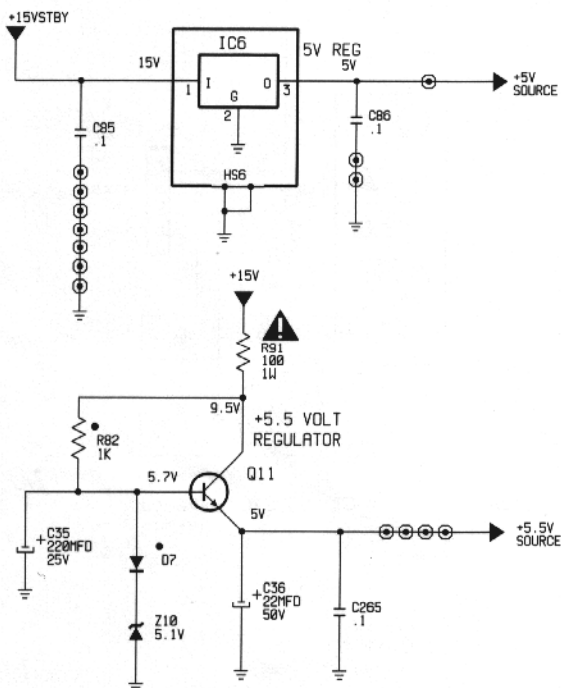 +15VSTBY
IC6
5V REG
15V
5V
I
O
1
3
G
2
+5V
SOURCE
C85
.1
C86
.1
HS6
+15V
R91
100
1W
9.5V
+5.5 VOLT
REGULATOR
R82
1K
Q11
5.7V
5V
+5.5V
SOURCE
+
C35
220MFD
25V
D7
+
C36
22MFD
50V
C265
.1
Z10
5.1V